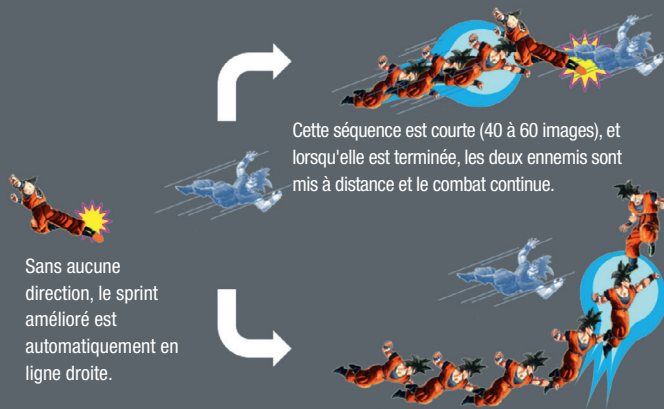 Cette séquence est courte (40 à 60 images), et
lorsqu'elle est terminée, les deux ennemis sont
mis à distance et le combat continue.
Sans aucune
direction, le sprint
amélioré est
automatiquement en
ligne droite.